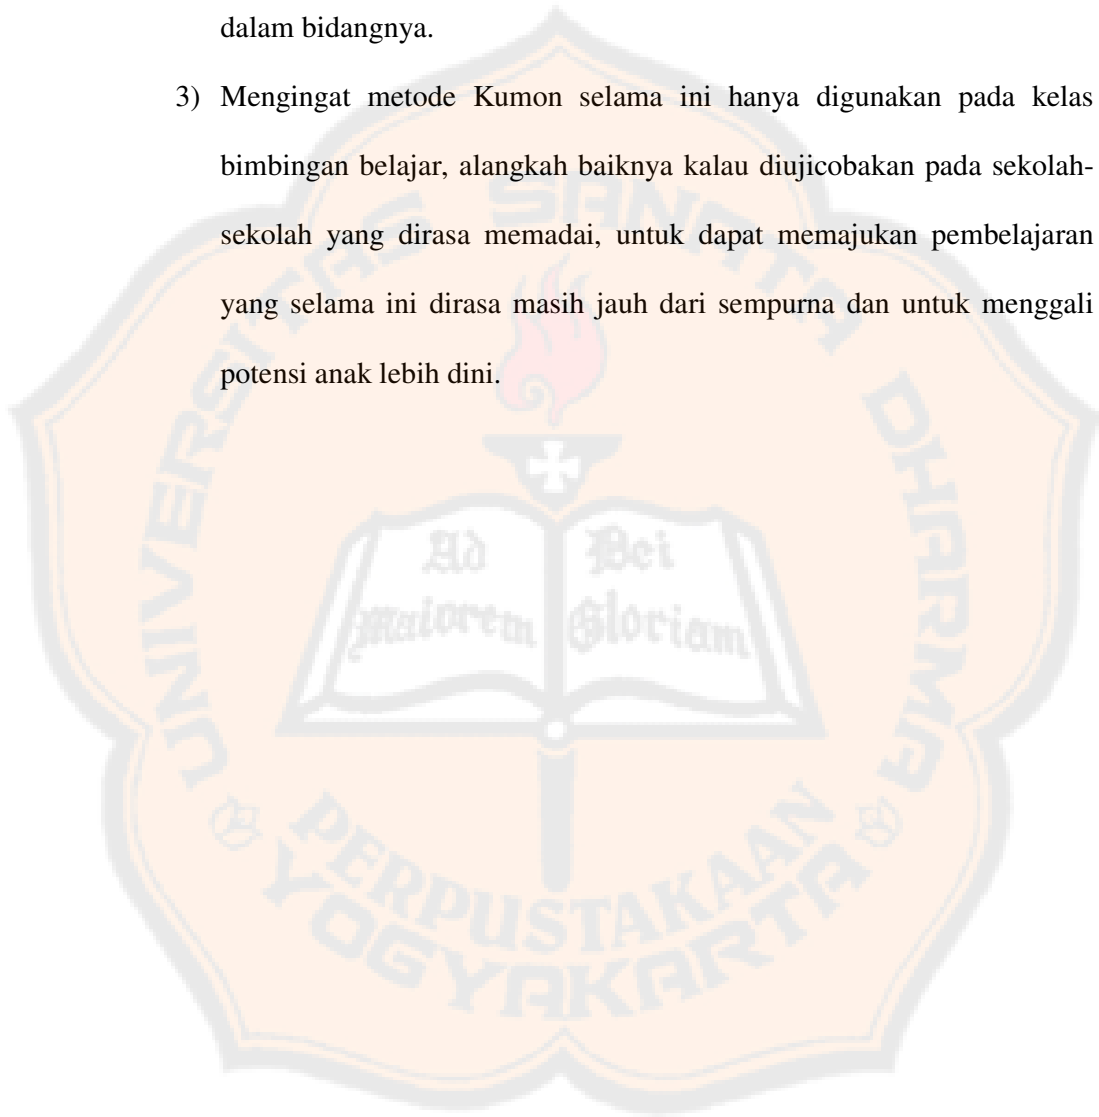 dalam bidangnya.
3) Mengingat metode Kumon selama ini hanya digunakan pada kelas
bimbingan belajar, alangkah baiknya kalau diujicobakan pada sekolah-
sekolah yang dirasa memadai, untuk dapat memajukan pembelajaran
yang selama ini dirasa masih jauh dari sempurna dan untuk menggali
potensi anak lebih dini.
UNIVERSITAS SANATA DHARMA
Ad Dei
maiorem Gloriam
PERPUSTAKAAN
YOGYAKARTA